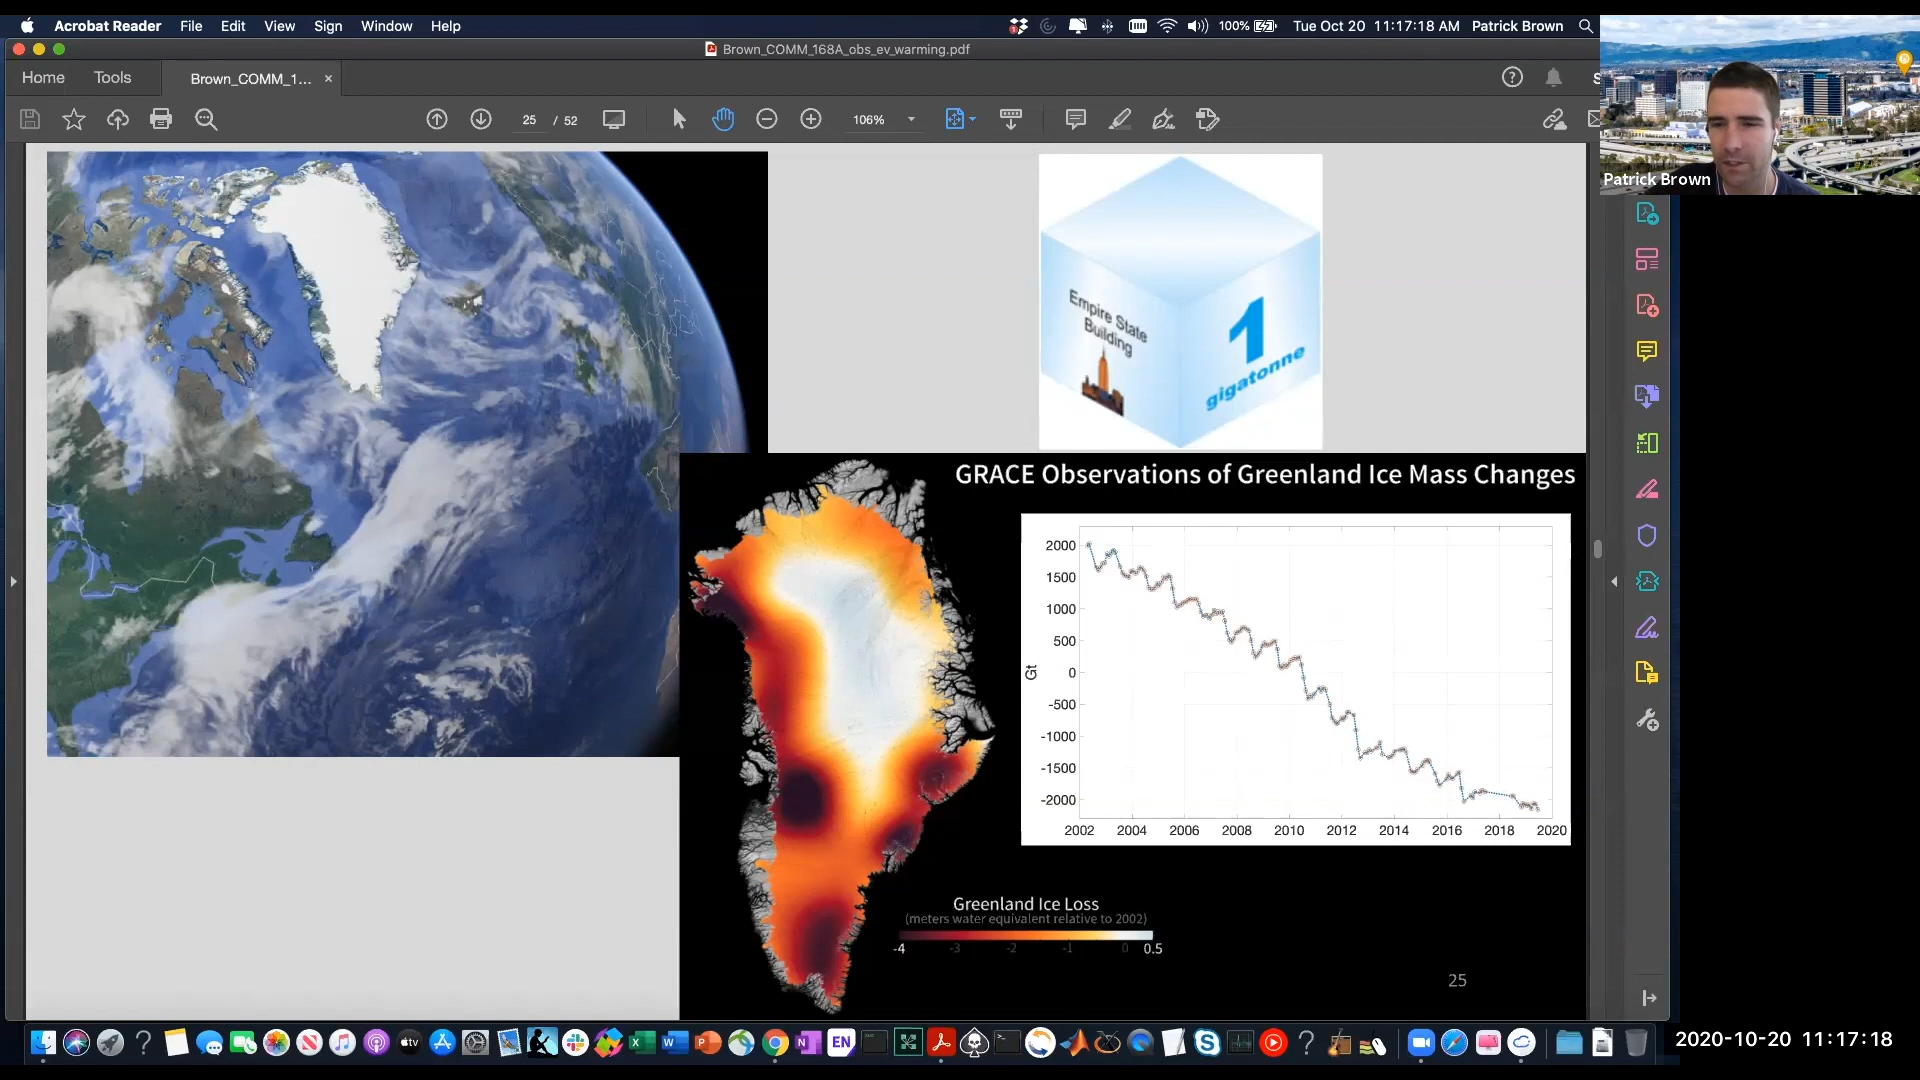 Acrobat Reader File Edit View Sign Window Help
100% Tue Oct 20 11:17:18 AM Patrick Brown
Brown_COMM_168A_obs_ev_warming.pdf
Home Tools Brown_COMM_1... ×
25 / 52 106%
Patrick Brown
Empire State
Building
1
gigatonne
GRACE Observations of Greenland Ice Mass Changes
2000
1500
1000
500
0
-500
-1000
-1500
-2000
Gt
2002 2004 2006 2008 2010 2012 2014 2016 2018 2020
Greenland Ice Loss
(meters water equivalent relative to 2002)
-4 -3 -2 -1 0 0.5
25
tv
EN
2020-10-20 11:17:18